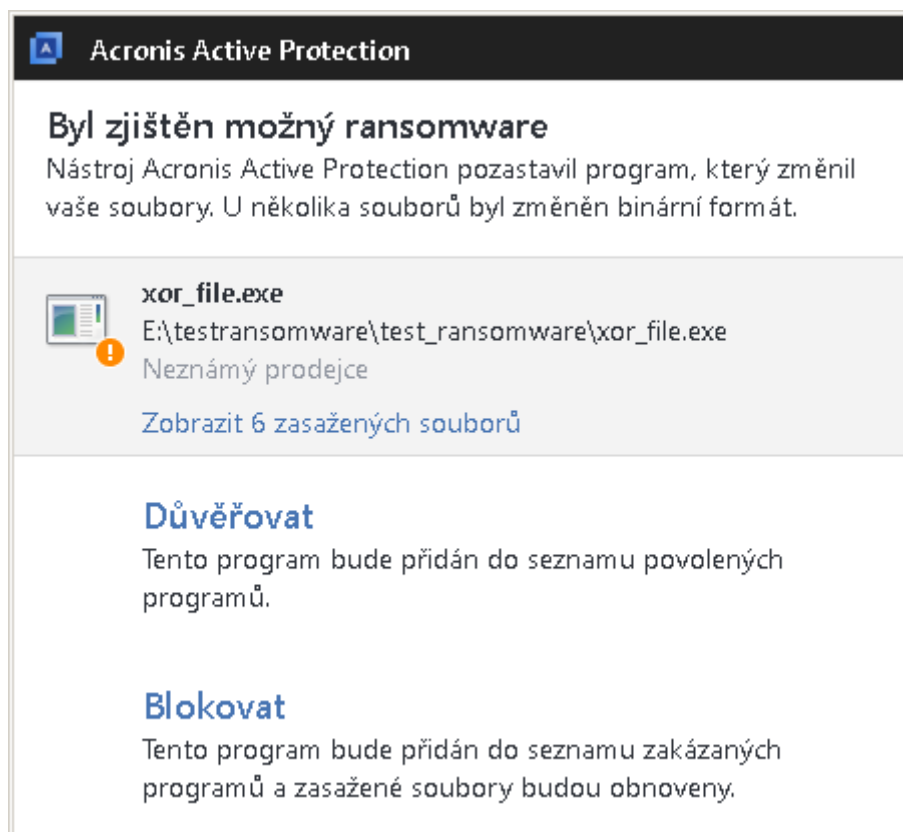 Acronis Active Protection
Byl zjištěn možný ransomware
Nástroj Acronis Active Protection pozastavil program, který změnil
vaše soubory. U několika souborů byl změněn binární formát.
xor_file.exe
E:\testransomware\test_ransomware\xor_file.exe
Neznámý prodejce
Zobrazit 6 zasažených souborů
Důvěřovat
Tento program bude přidán do seznamu povolených
programů.
Blokovat
Tento program bude přidán do seznamu zakázaných
programů a zasažené soubory budou obnoveny.